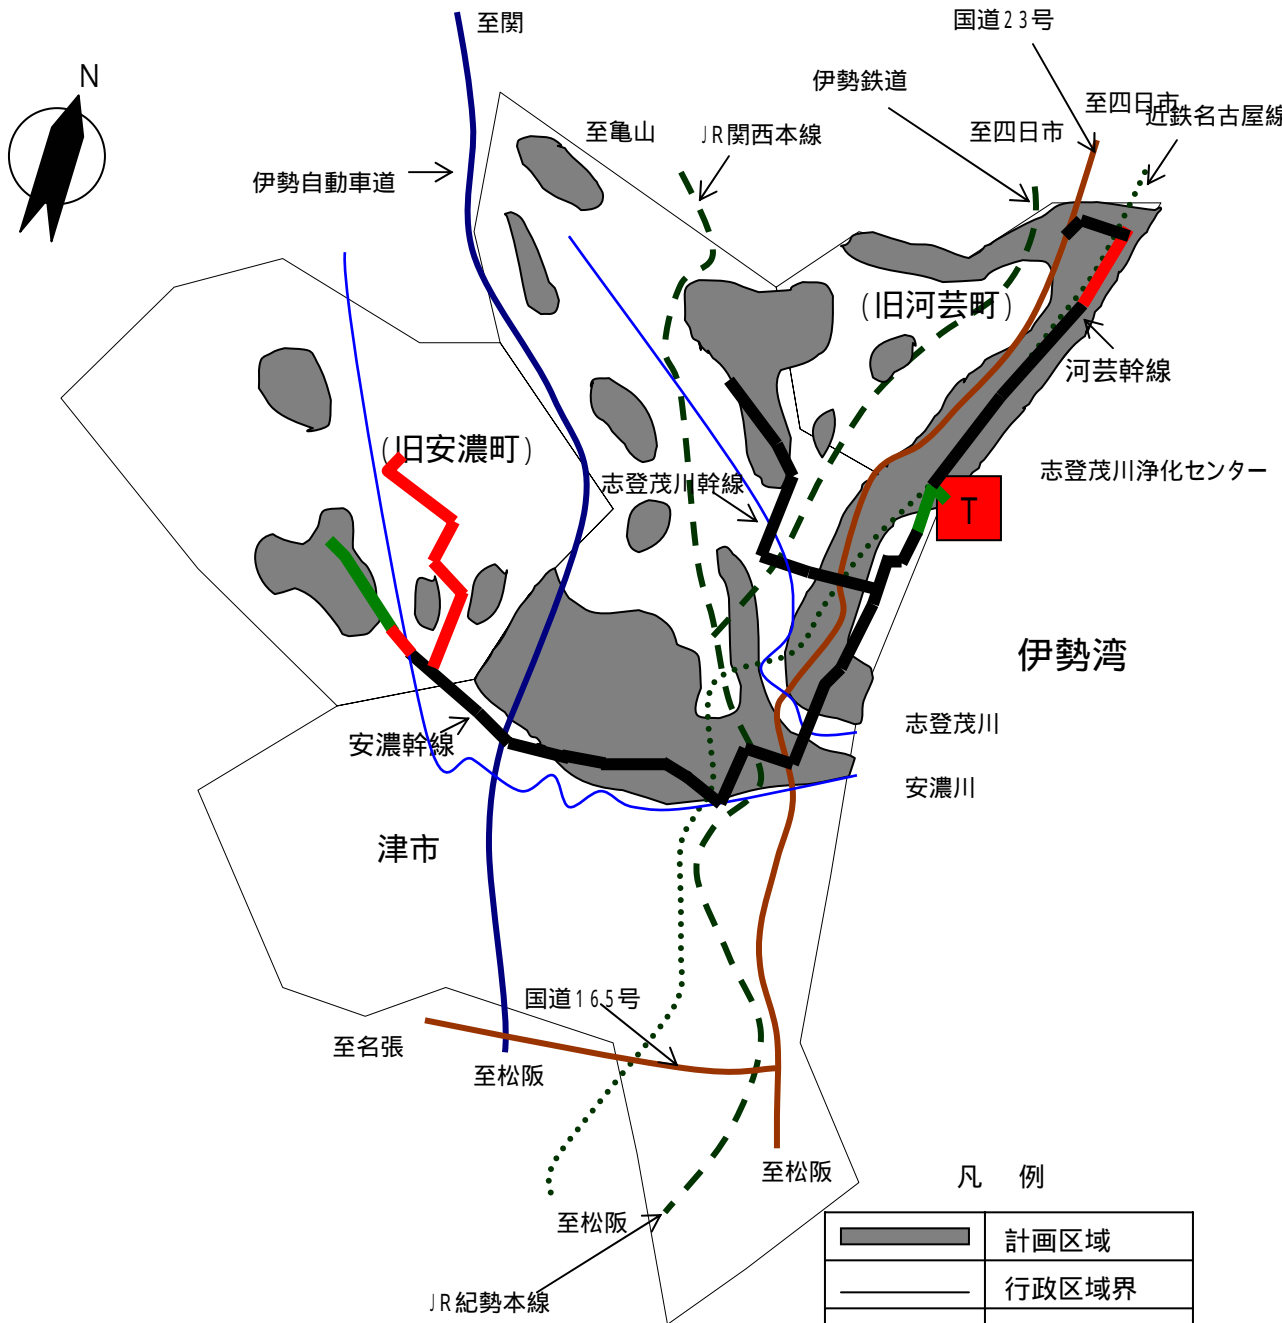 至関
国道23号
N
伊勢鉄道
至四日市
近鉄名古屋線
至亀山
JR関西本線
至四日市
伊勢自動車道
(旧河芸町)
河芸幹線
(旧安濃町)
志登茂川浄化センター
志登茂川幹線
T
伊勢湾
志登茂川
安濃幹線
安濃川
津市
国道165号
至名張
至松阪
至松阪
至松阪
JR紀勢本線
凡 例
計画区域
行政区域界